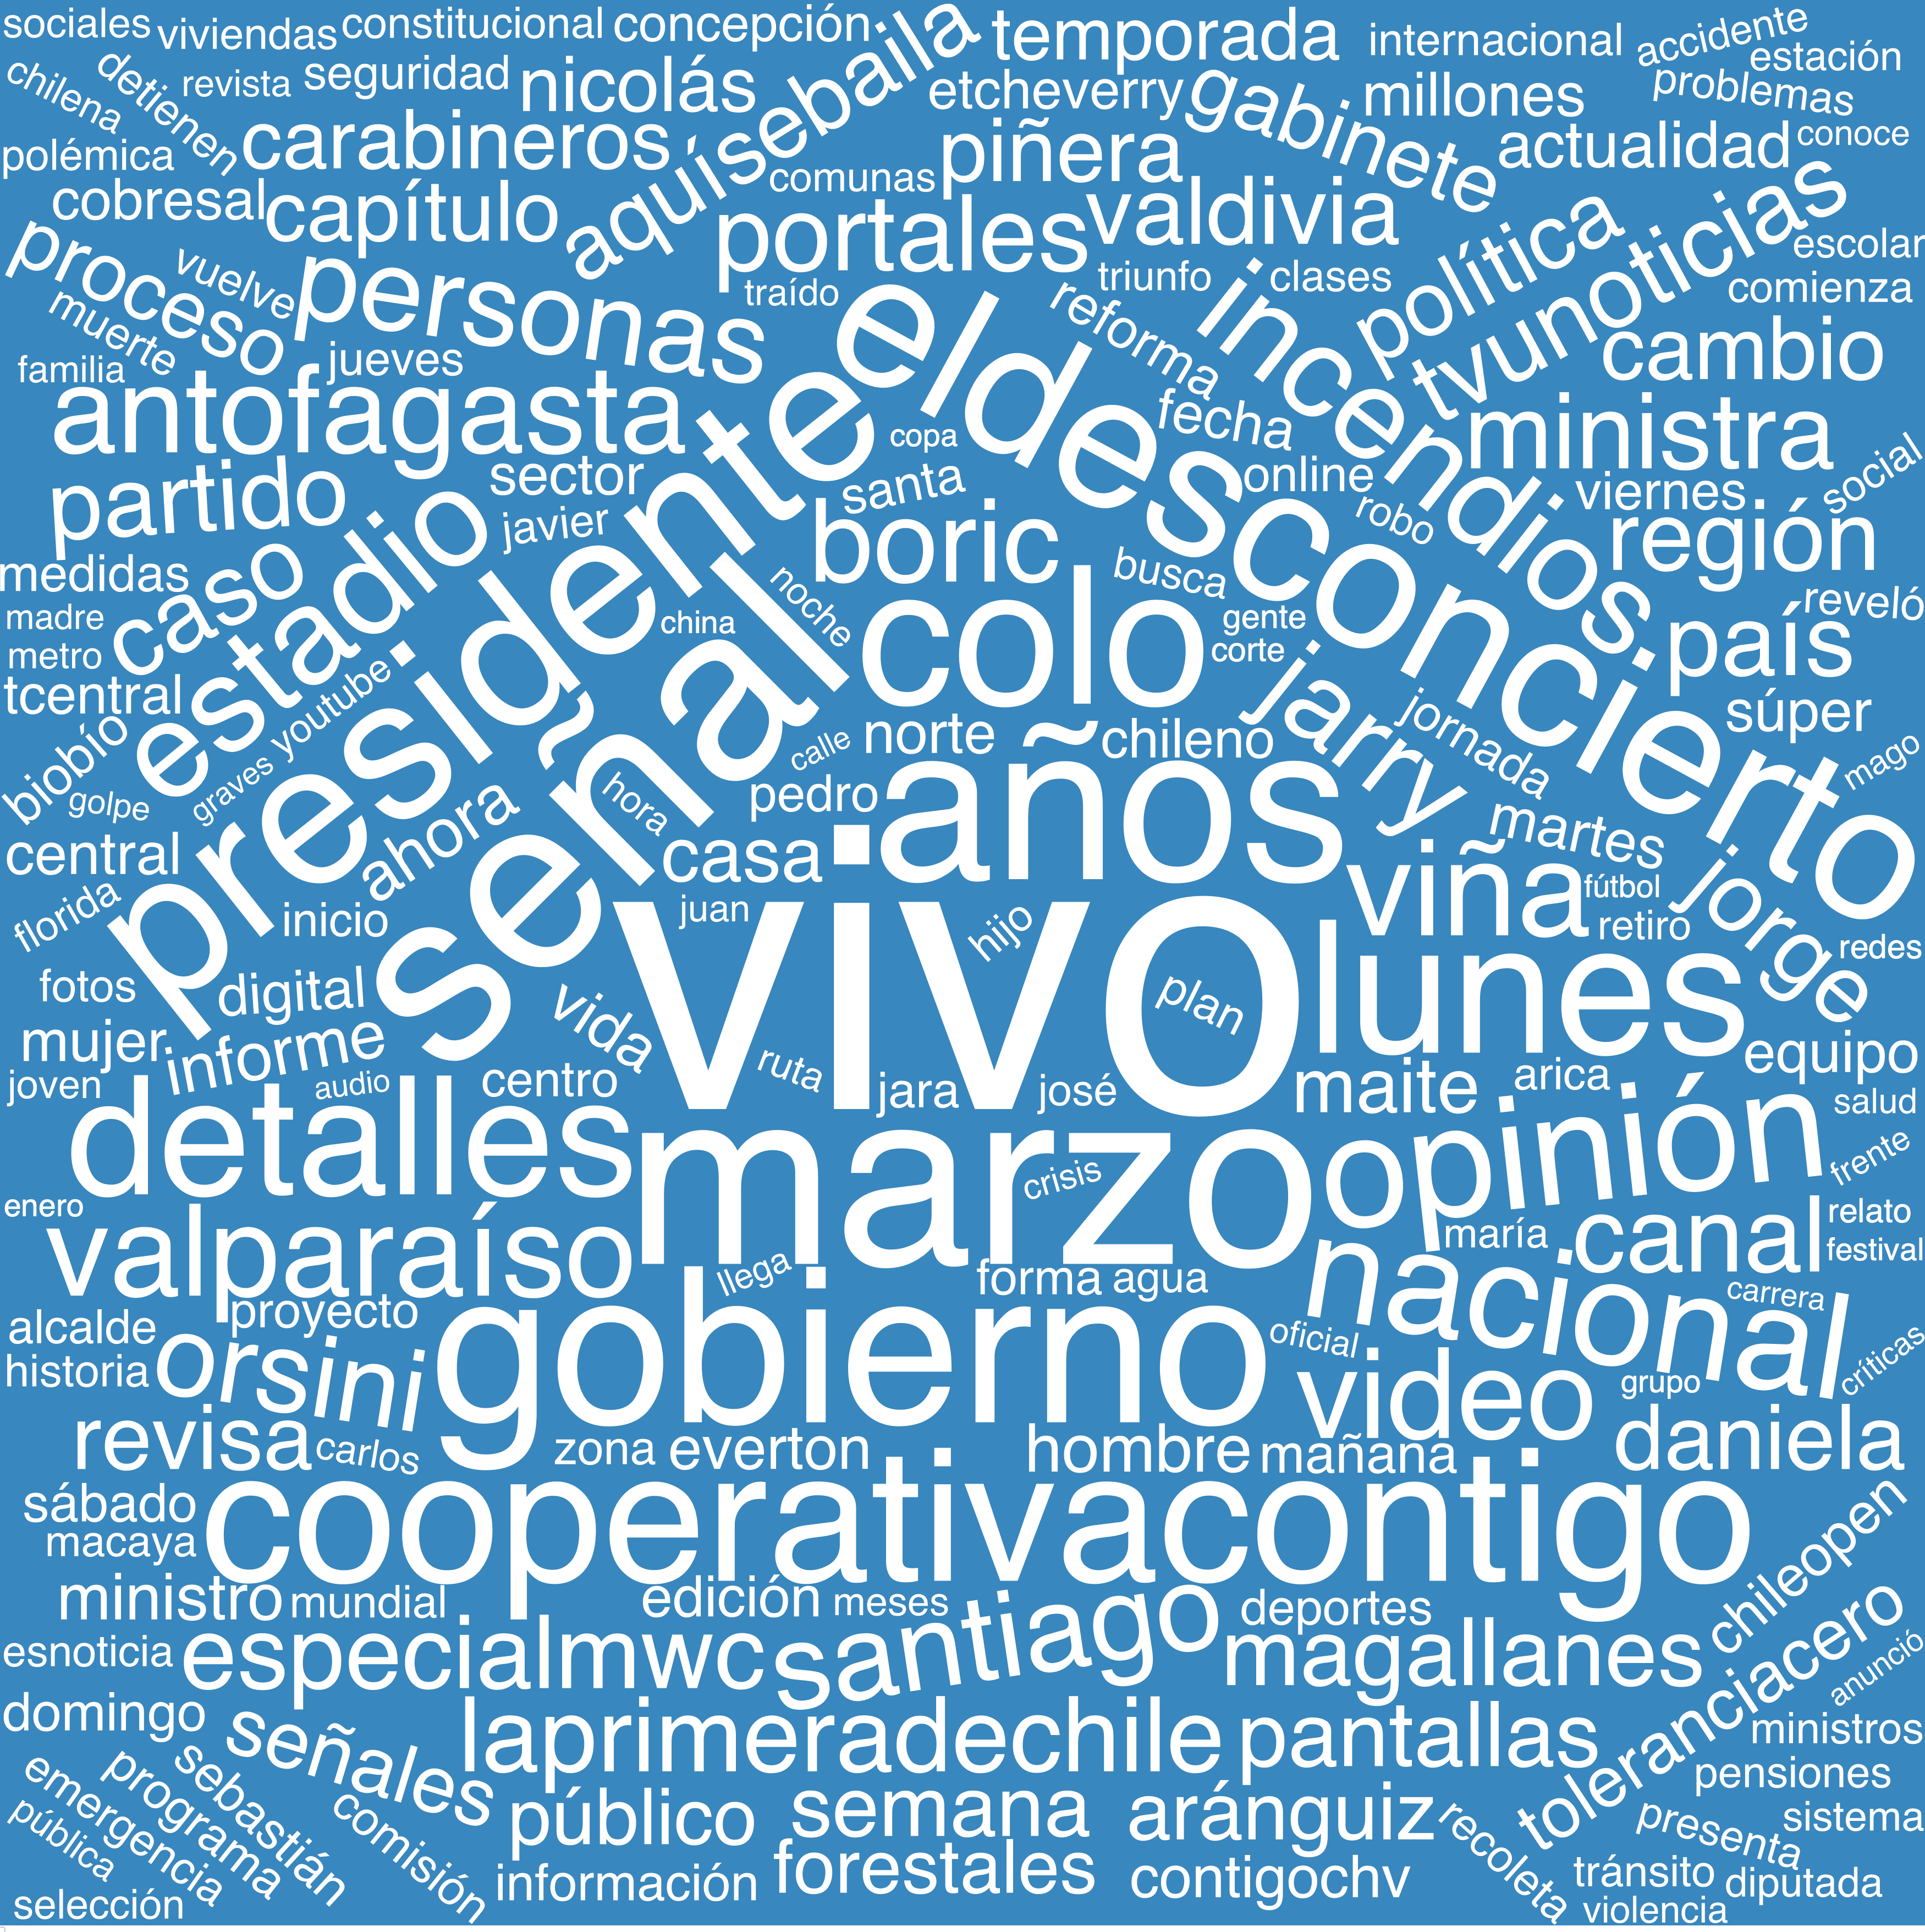 sociales viviendas constitucional concepción aquísebaila temporada internacional accidente
chilena detienen revista seguridad nicolás etcheverry gabinete millones problemas estación
polémica carabineros comunas piñera actualidad conoce
cobresal capítulo portales valdivia política tvunoticias escolar
proceso vuelve personas traído triunfo clases comienza
muerte reforma incendios cambio
familia jueves
antofagasta presidente eldesconcierto copa fecha ministra
partido sector santa online viernes social
estadio javier boric robo región
medidas caso señal noche busca
madre china colo gente reveló
metro corte país
tcentral youtube jarry jornada súper
biobío graves calle norte chileno mago
golpe ahora hora pedro años martes
central casa viña fútbol jorge
florida inicio juan vivo hijo retiro redes
fotos digital vida plan lunes
mujer informe ruta equipo
joven audio centro jara josé maite arica salud
detalles marzo crisis opinión frente
enero relato
valparaíso maría canal festival
llega forma agua nacional carrera
alcalde proyecto gobierno oficial
historia orsini video grupo críticas
revisa carlos zona everton hombre mañana daniela
sábado cooperativa contigo
macaya chileopen
ministro mundial edición meses santiago deportes
esnoticia especialmwc magallanes toleranciacero anunció
domingo señales laprimeradechile pantallas ministros
emergencia programa sebastián pensiones
pública comisión público semana aránguiz recoleta presenta sistema
información forestales contigochv tránsito diputada
selección violencia